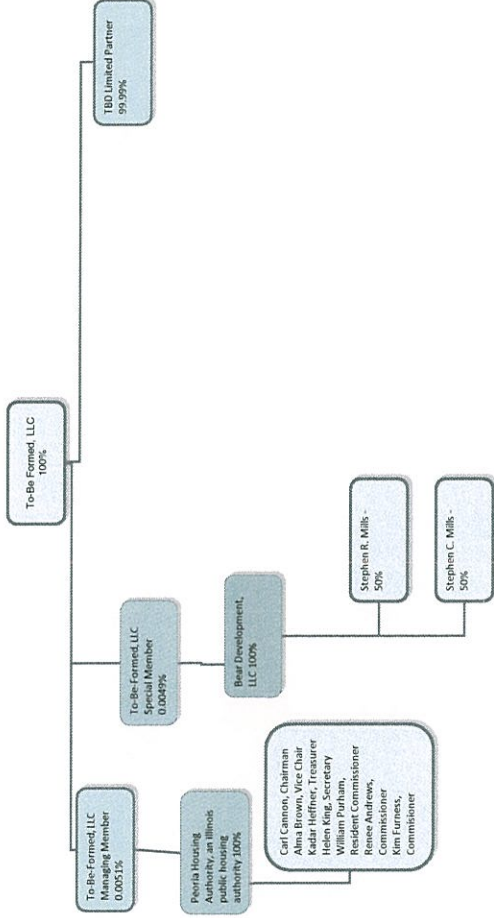 To-Be Formed, LLC
100%
To-Be-Formed, LLC
Managing Member
0.0051%
To-Be-Formed, LLC
Special Member
0.0049%
TBD Limited Partner
99.99%
Peoria Housing
Authority, an Illinois
public housing
authority 100%
Bear Development,
LLC 100%
Carl Cannon, Chairman
Alma Brown, Vice Chair
Kadar Heffner, Treasurer
Helen King, Secretary
William Purham,
Resident Commissioner
Renee Andrews,
Commissioner
Kim Furness,
Commisioner
Stephen R. Mills -
50%
Stephen C. Mills -
50%